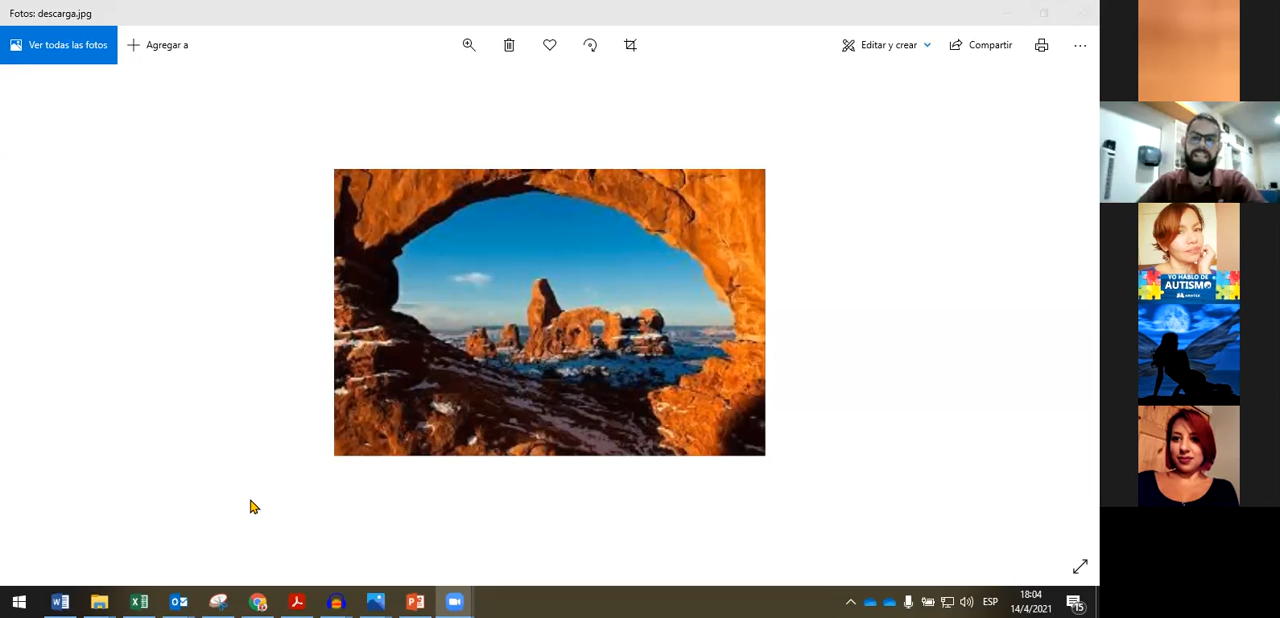 Fotos: descarga.jpg
Ver todas las fotos
Agregar a
Editar y crear
Compartir
YO HABLO DE
AUTISMO
ESP
18:04
14/4/2021
15